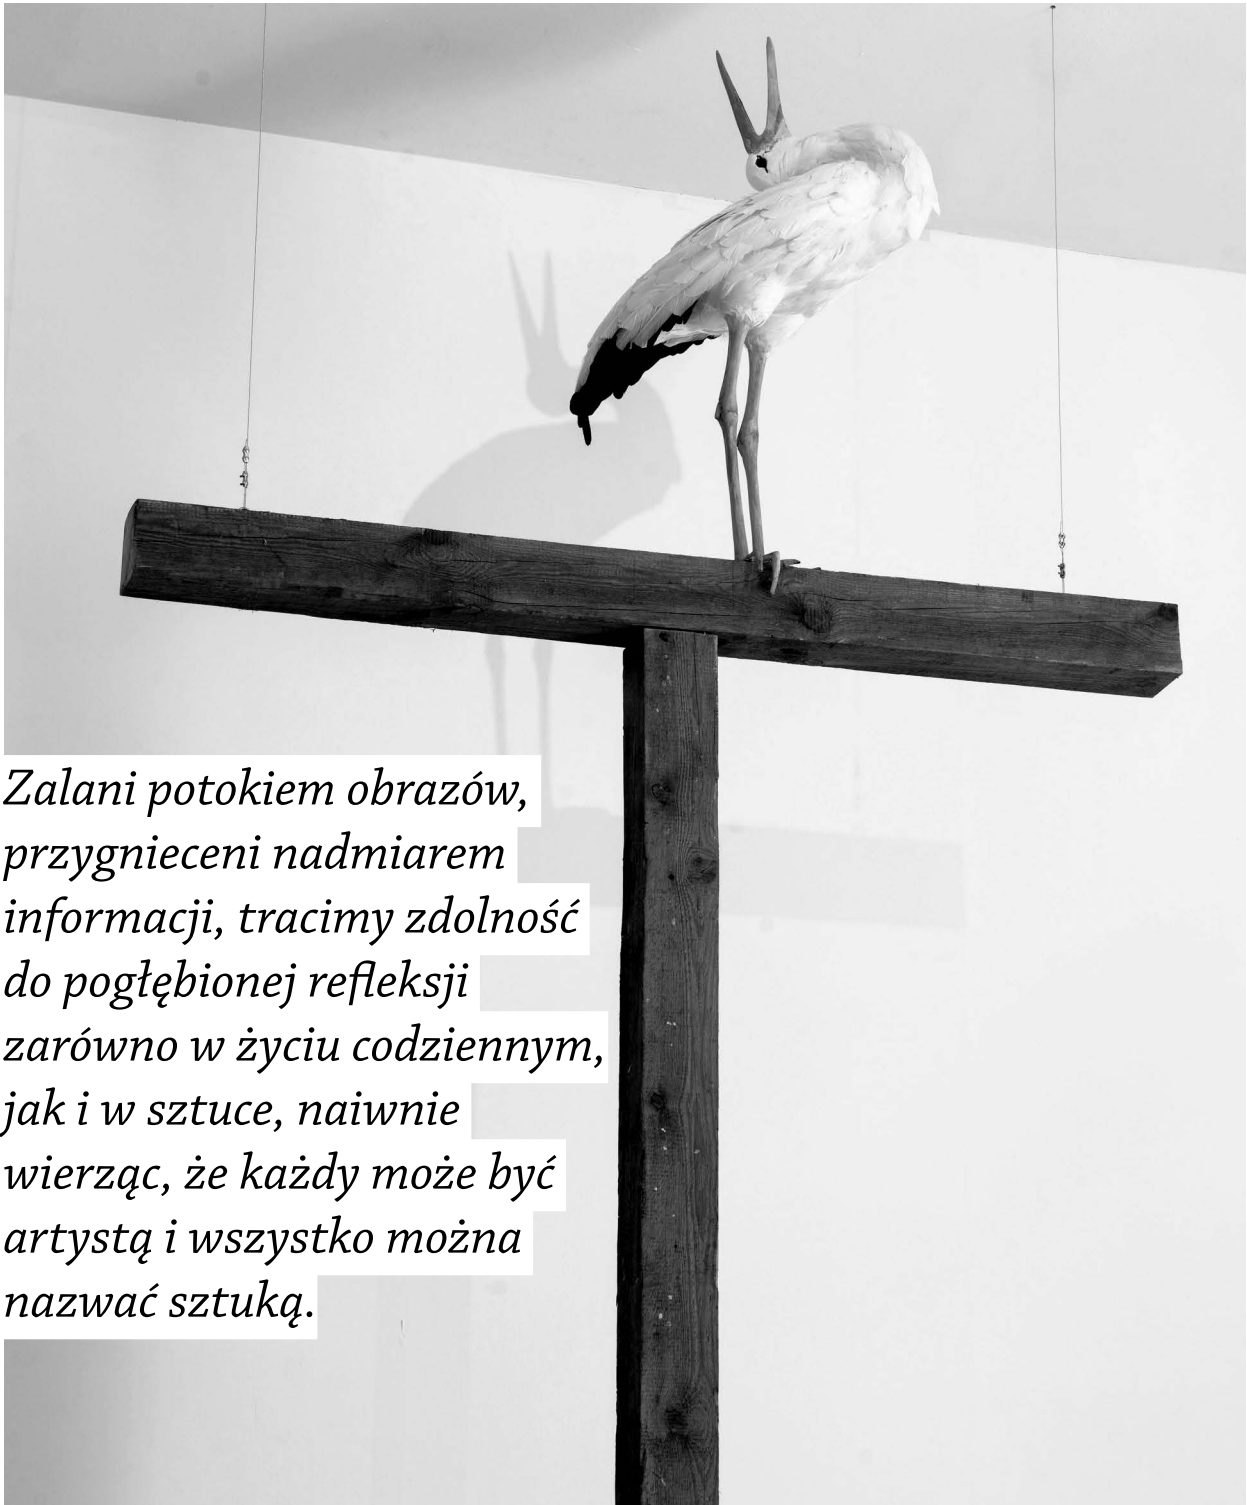 Zalani potokiem obrazów,
przygnieceni nadmiarem
informacji, tracimy zdolność
do pogłębionej refleksji
zarówno w życiu codziennym,
jak i w sztuce, naiwnie
wierząc, że każdy może być
artystą i wszystko można
nazwać sztuką.